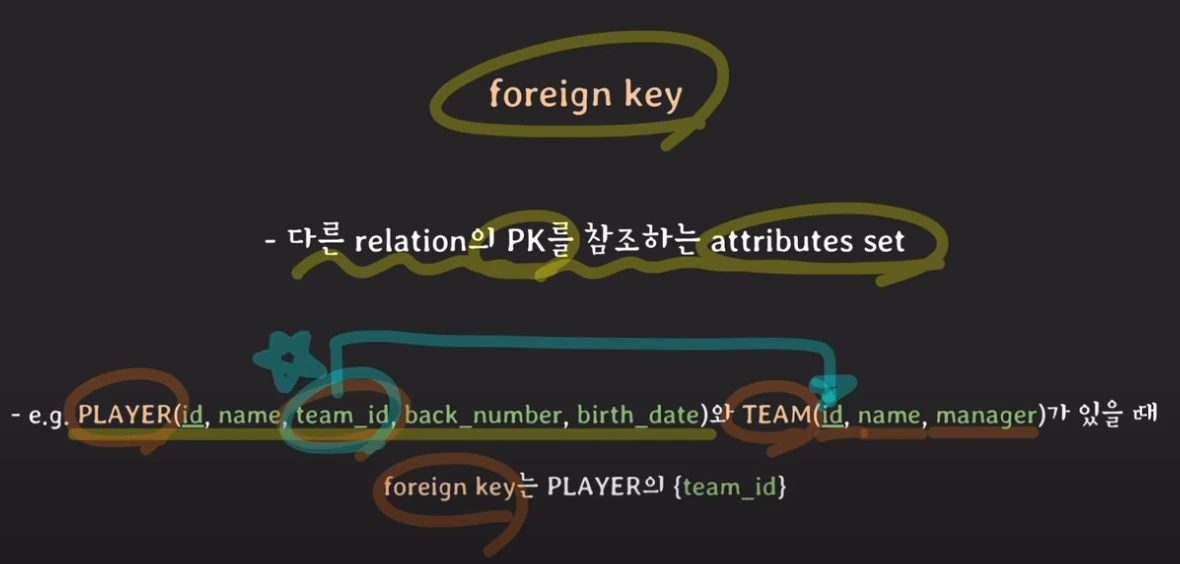 foreign key
- 다른 relation의 PK를 참조하는 attributes set
- e.g. PLAYER(id, name, team_id, back_number, birth_date)와 TEAM(id, name, manager)가 있을 때
foreign key는 PLAYER의 {team_id}